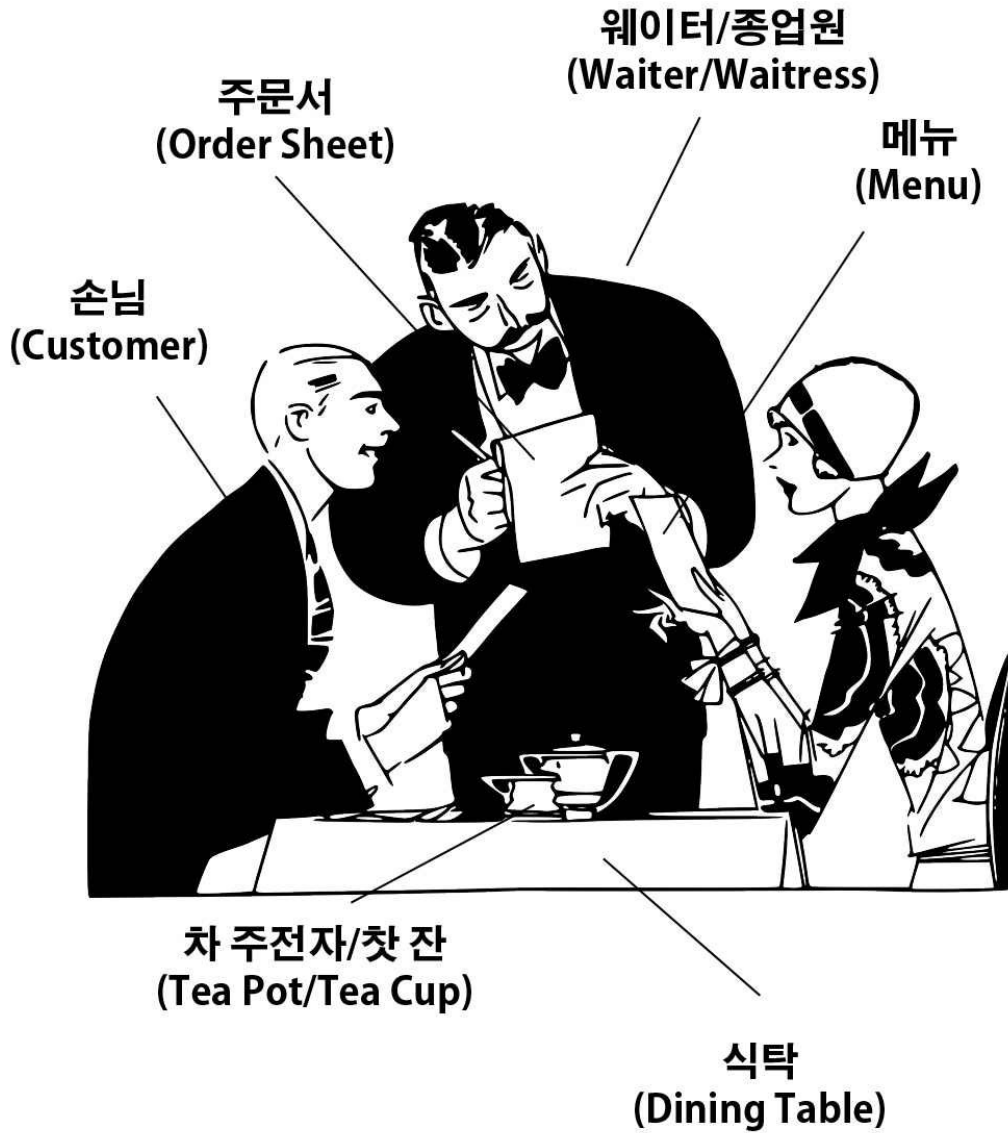 웨이터/종업원
(Waiter/Waitress)
주문서
(Order Sheet)
메뉴
(Menu)
손님
(Customer)
차 주전자/찻 잔
(Tea Pot/Tea Cup)
식탁
(Dining Table)